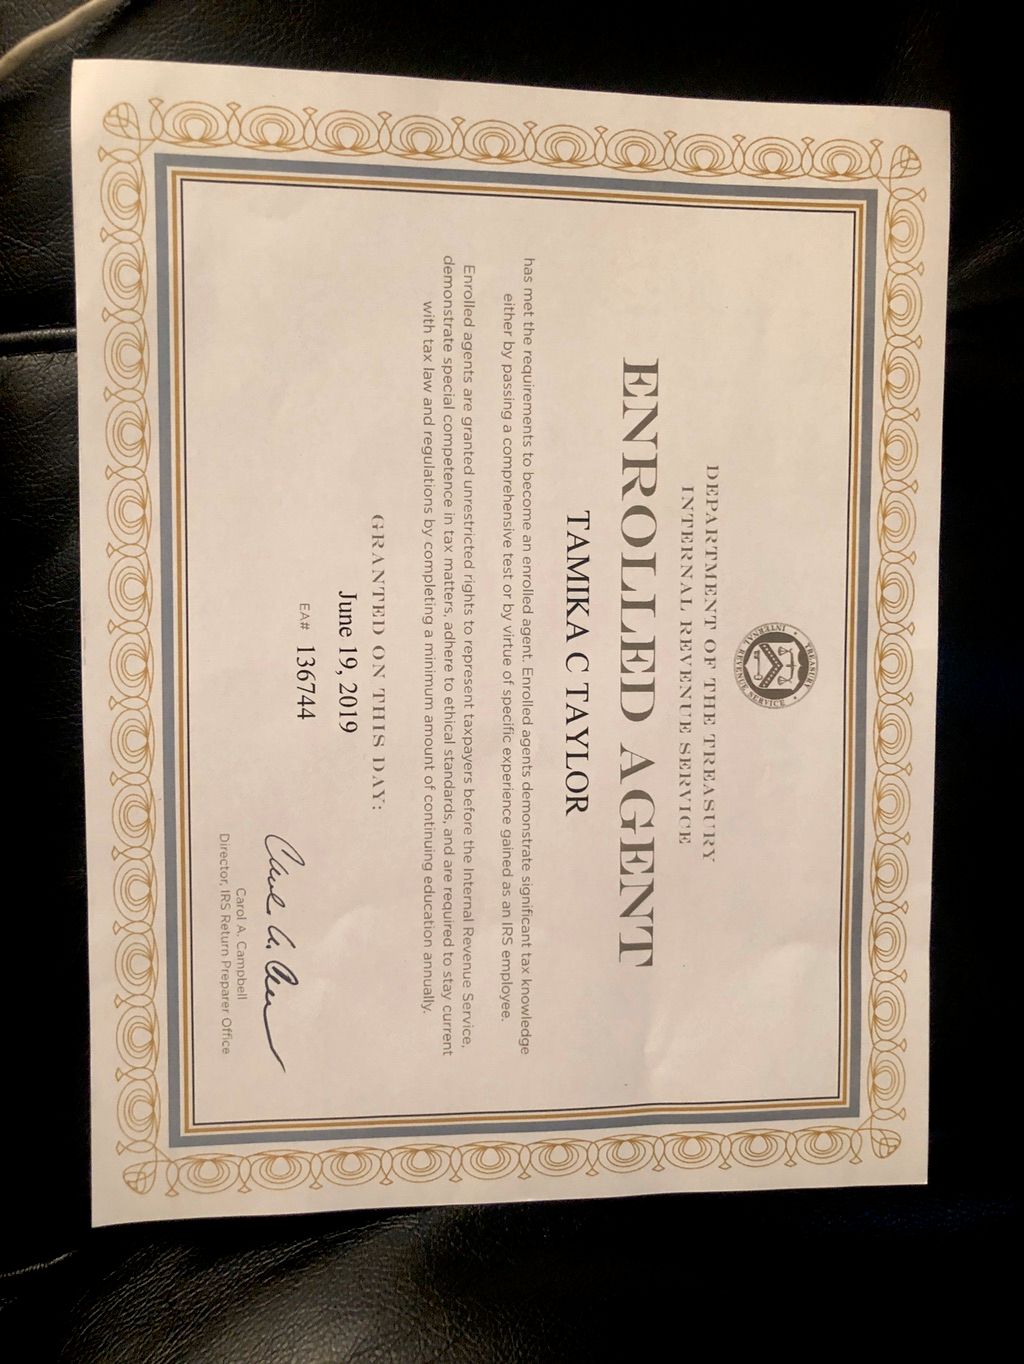 TREASURY
INTERNAL REVENUE SERVICE
DEPARTMENT OF THE TREASURY
INTERNAL REVENUE SERVICE
ENROLLED AGENT
TAMIKA C TAYLOR
has met the requirements to become an enrolled agent. Enrolled agents demonstrate significant tax knowledge
either by passing a comprehensive test or by virtue of specific experience gained as an IRS employee.
Enrolled agents are granted unrestricted rights to represent taxpayers before the Internal Revenue Service,
demonstrate special competence in tax matters, adhere to ethical standards, and are required to stay current
with tax law and regulations by completing a minimum amount of continuing education annually.
GRANTED ON THIS DAY:
June 19, 2019
EA# 136744
Carol A. Campbell
Director, IRS Return Preparer Office